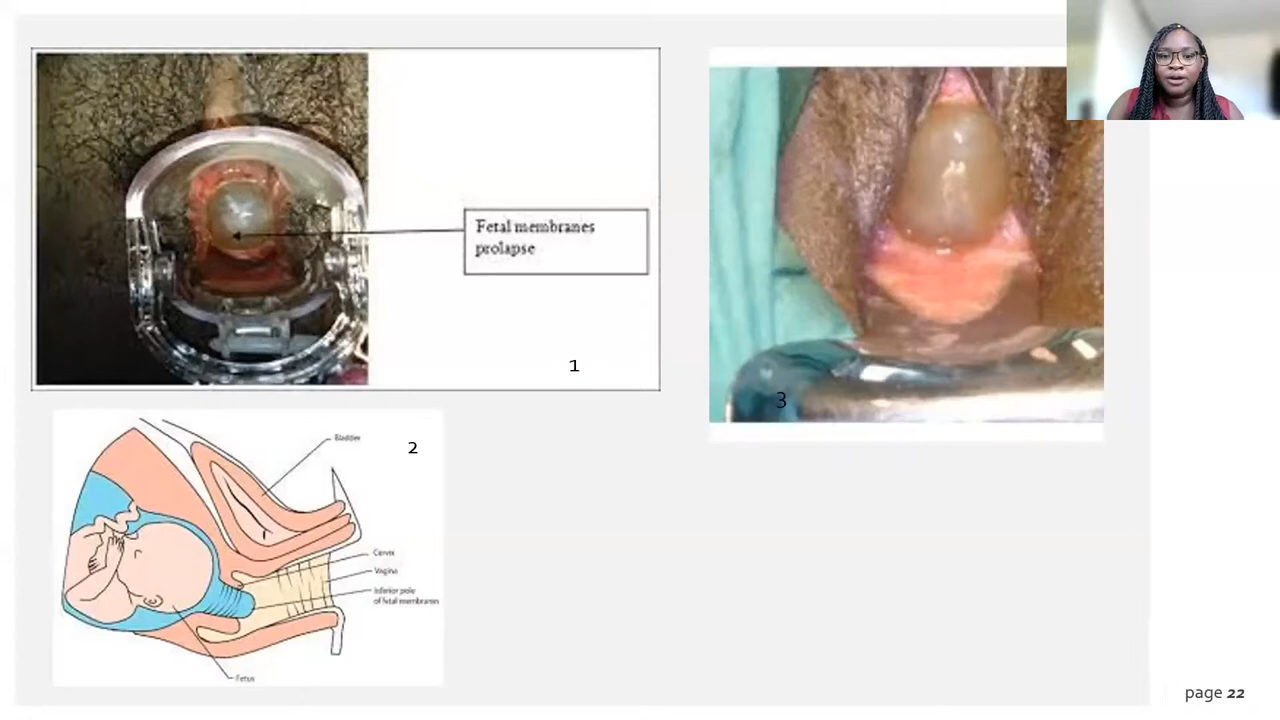 Fetal membranes
prolapse
1
3
2
Bladder
Cervix
Vagina
Inferior pole
of fetal membranes
Fetus
page 22